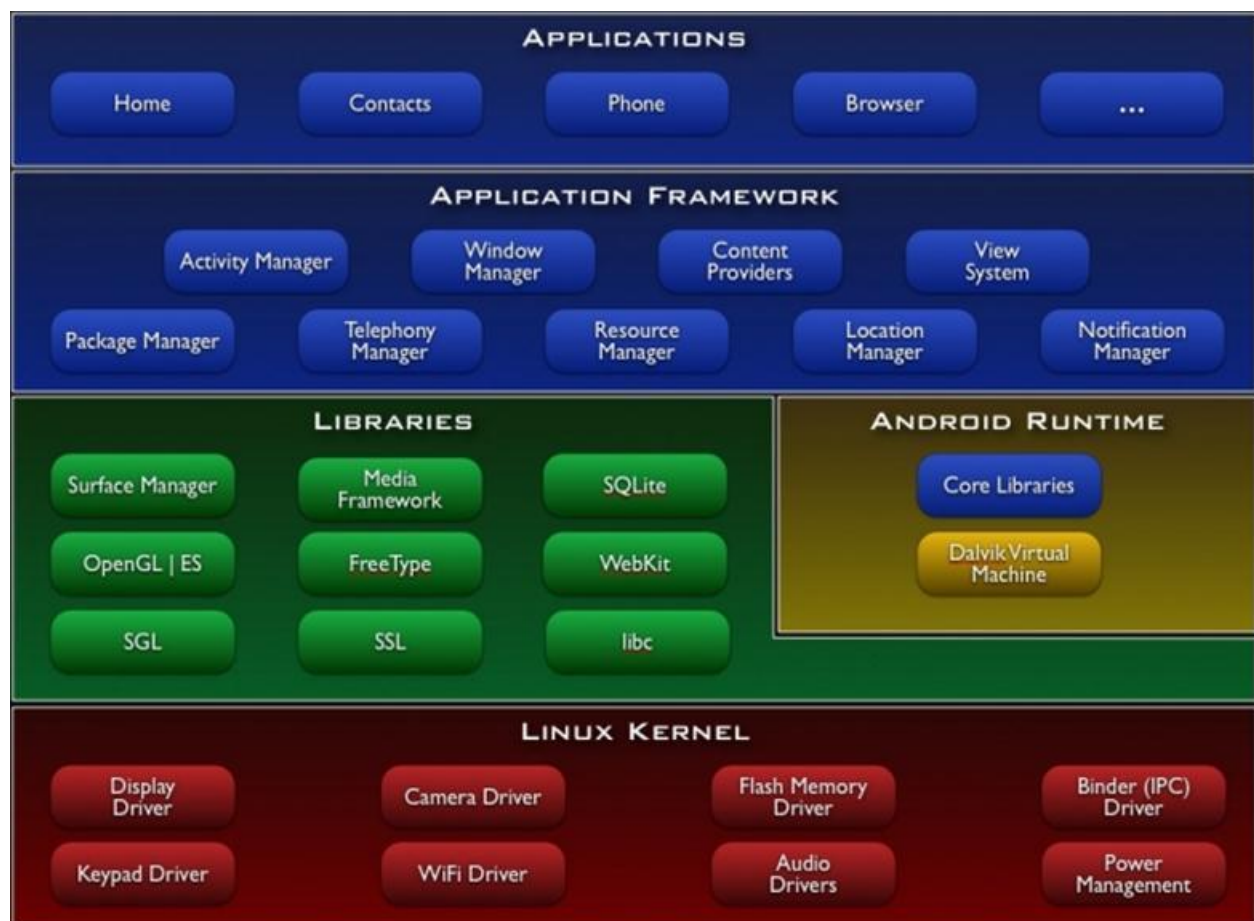 APPLICATIONS
Home
Contacts
Phone
Browser
...
APPLICATION FRAMEWORK
Activity Manager
Window
Manager
Content
Providers
View
System
Package Manager
Telephony
Manager
Resource
Manager
Location
Manager
Notification
Manager
LIBRARIES
Surface Manager
Media
Framework
SQLite
OpenGL | ES
FreeType
WebKit
SGL
SSL
libc
ANDROID RUNTIME
Core Libraries
Dalvik Virtual
Machine
LINUX KERNEL
Display
Driver
Camera Driver
Flash Memory
Driver
Binder (IPC)
Driver
Keypad Driver
WiFi Driver
Audio
Drivers
Power
Management